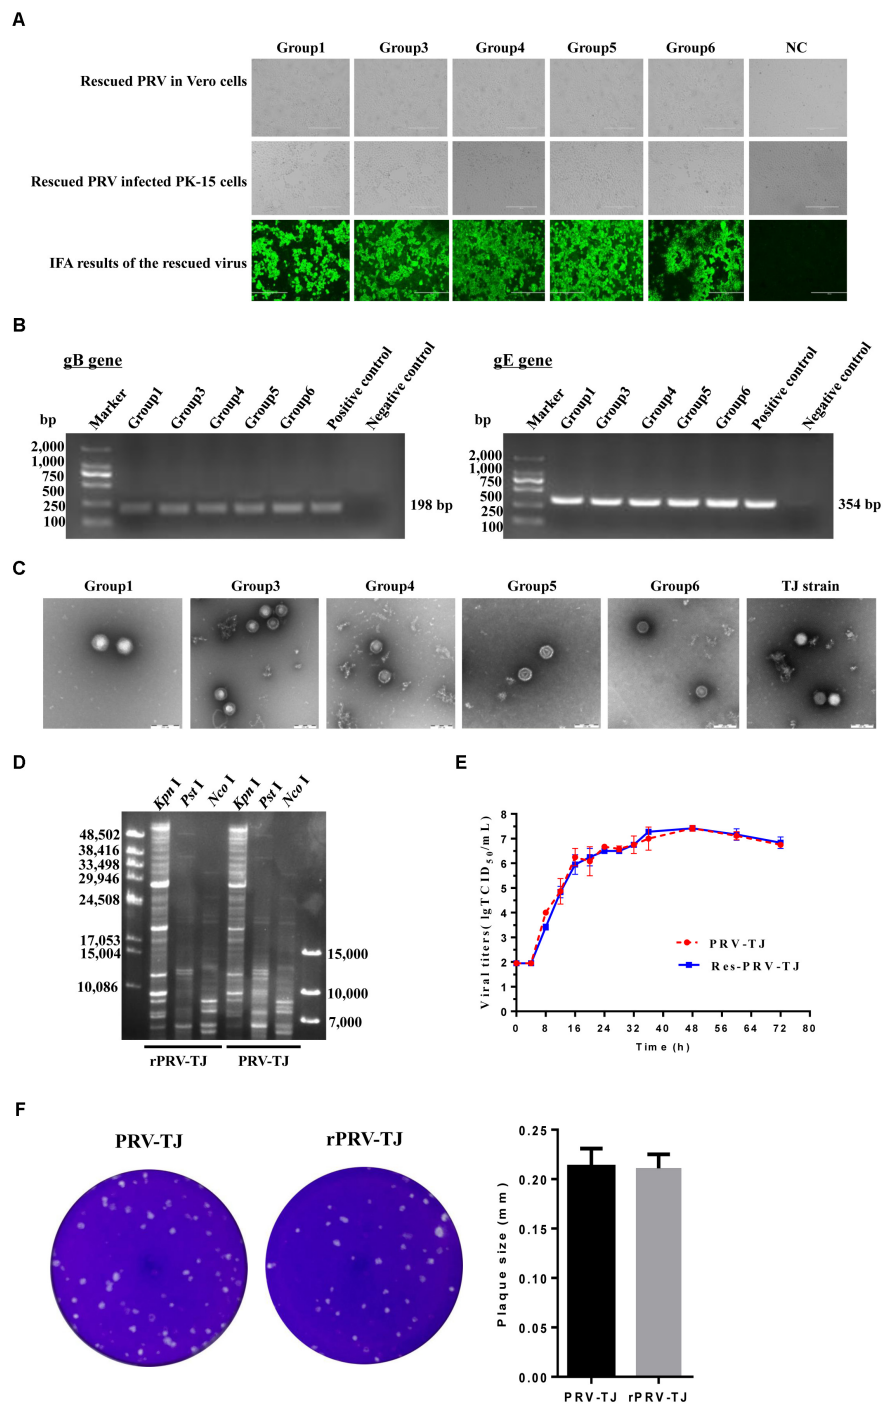 A
Group1 Group3 Group4 Group5 Group6 NC
Rescued PRV in Vero cells
Rescued PRV infected PK-15 cells
IFA results of the rescued virus
B
gB gene
bp
Marker
Group1
Group3
Group4
Group5
Group6
Positive control
Negative control
2,000
1,000
750
500
250
100
198 bp
gE gene
bp
Marker
Group1
Group3
Group4
Group5
Group6
Positive control
Negative control
2,000
1,000
750
500
250
100
354 bp
C
Group1 Group3 Group4 Group5 Group6 TJ strain
D
Kpn I
Pst I
Nco I
Kpn I
Pst I
Nco I
48,502
38,416
33,498
29,946
24,508
17,053
15,004
10,086
15,000
10,000
7,000
rPRV-TJ PRV-TJ
E
Viral titers( lgTCID50/mL)
8
7
6
5
4
3
2
1
0
PRV-TJ
Res-PRV-TJ
0 8 16 24 32 40 48 56 64 72 80
Time (h)
F
PRV-TJ rPRV-TJ
Plaque size (mm)
0.25
0.20
0.15
0.10
0.05
0.00
PRV-TJ rPRV-TJ